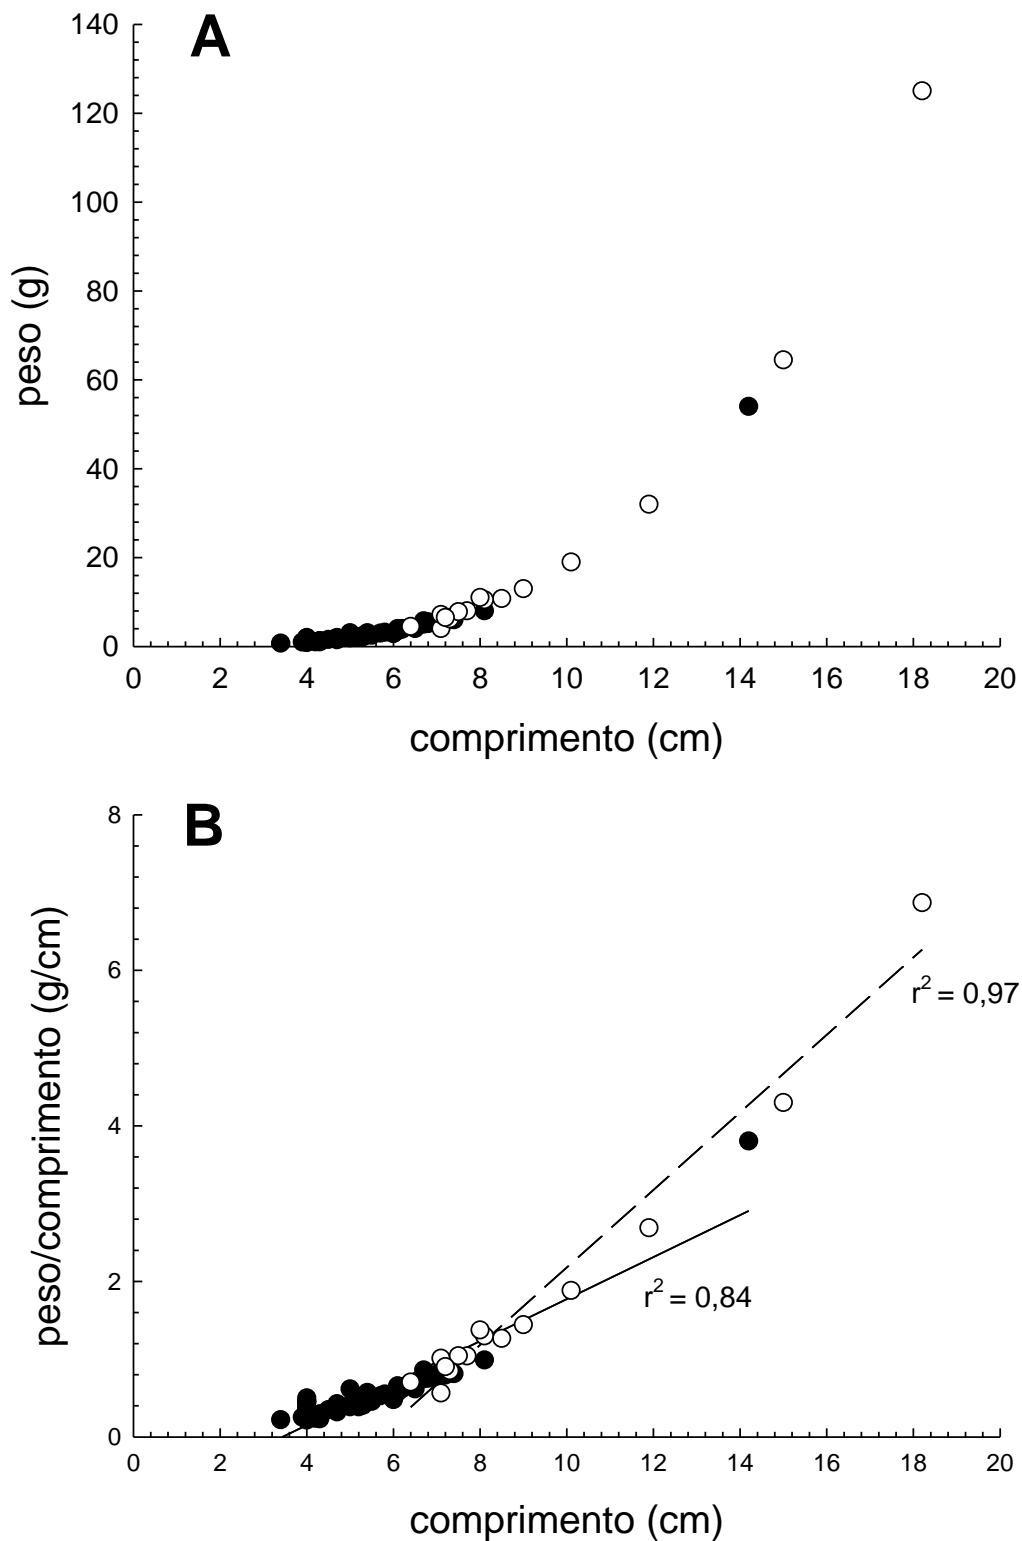 A
140
120
100
80
60
40
20
0
peso (g)
0 2 4 6 8 10 12 14 16 18 20
comprimento (cm)
B
8
6
4
2
0
peso/comprimento (g/cm)
r² = 0,97
r² = 0,84
0 2 4 6 8 10 12 14 16 18 20
comprimento (cm)